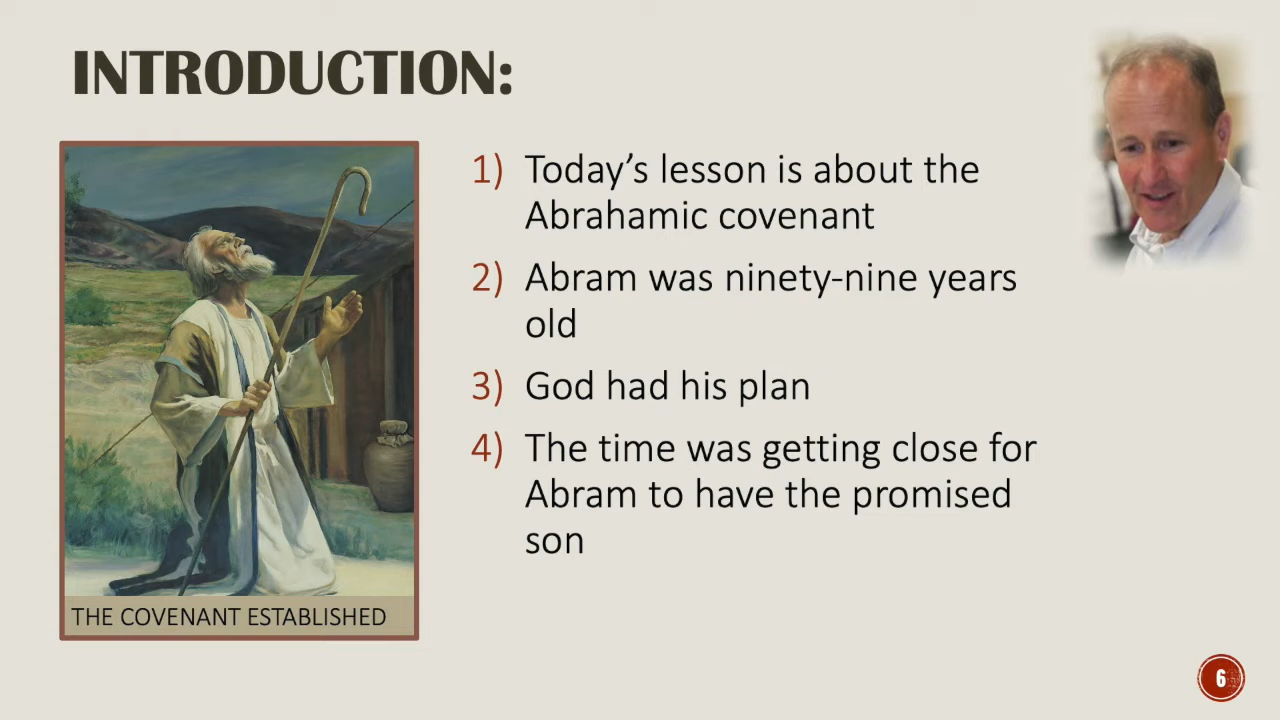 INTRODUCTION:
1) Today’s lesson is about the
Abrahamic covenant
2) Abram was ninety-nine years
old
3) God had his plan
4) The time was getting close for
Abram to have the promised
son
THE COVENANT ESTABLISHED
6